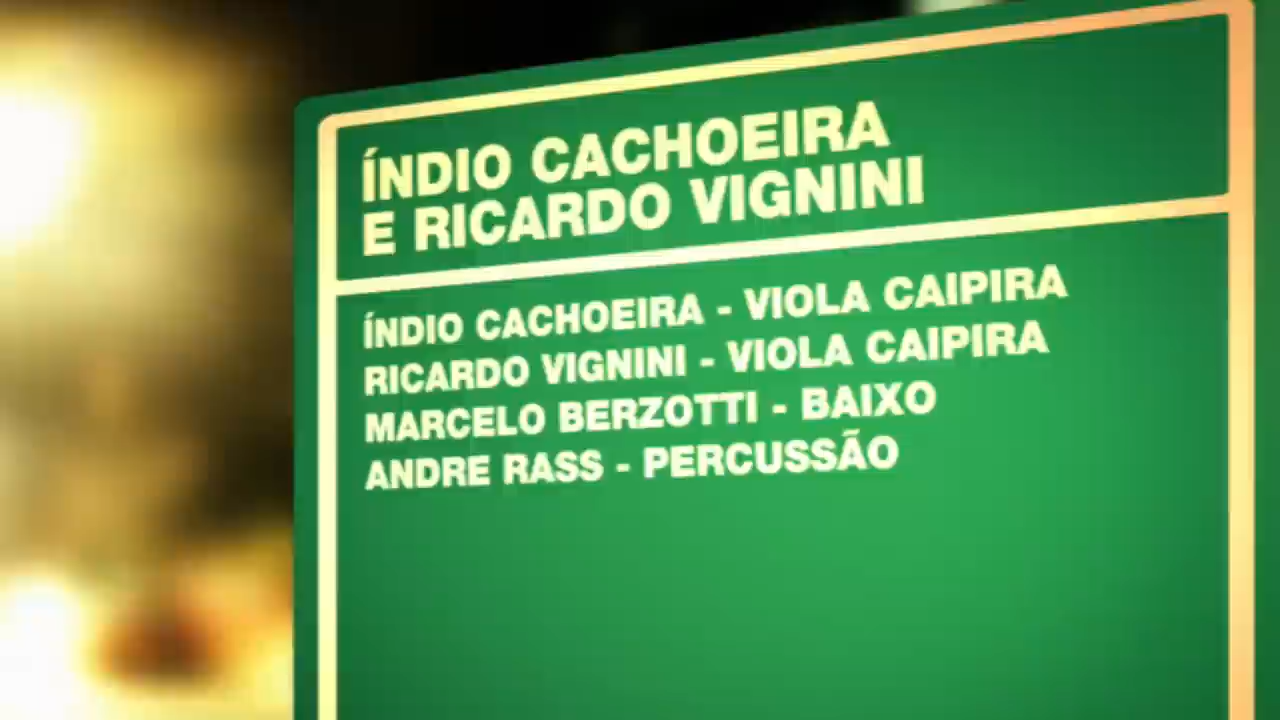 ÍNDIO CACHOEIRA
E RICARDO VIGNINI
ÍNDIO CACHOEIRA - VIOLA CAIPIRA
RICARDO VIGNINI - VIOLA CAIPIRA
MARCELO BERZOTTI - BAIXO
ANDRE RASS - PERCUSSÃO